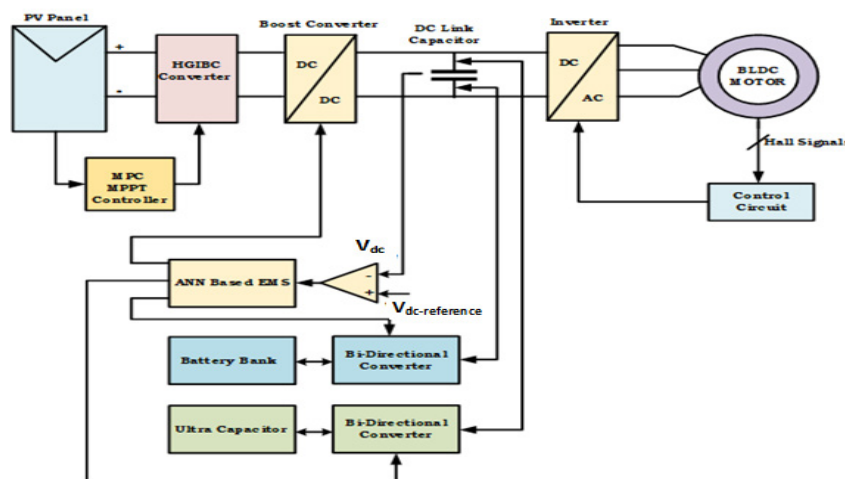 PV Panel
Boost Converter
DC Link
Capacitor
Inverter
+
-
HGIBC
Converter
DC
DC
DC
AC
BLDC
MOTOR
Hall Signals
MPC
MPPT
Controller
Control
Circuit
Vdc
ANN Based EMS
-
+
Vdc-reference
Battery Bank
Bi-Directional
Converter
Ultra Capacitor
Bi-Directional
Converter